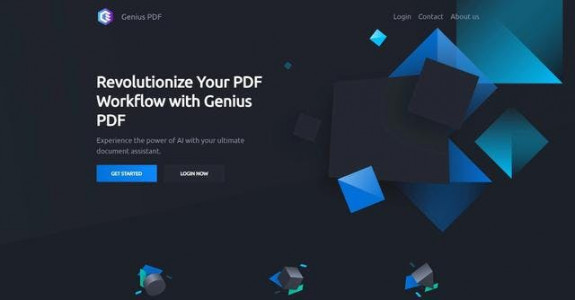 Genius PDF
Login Contact About us
Revolutionize Your PDF
Workflow with Genius
PDF
Experience the power of AI with your ultimate
document assistant.
GET STARTED LOGIN NOW